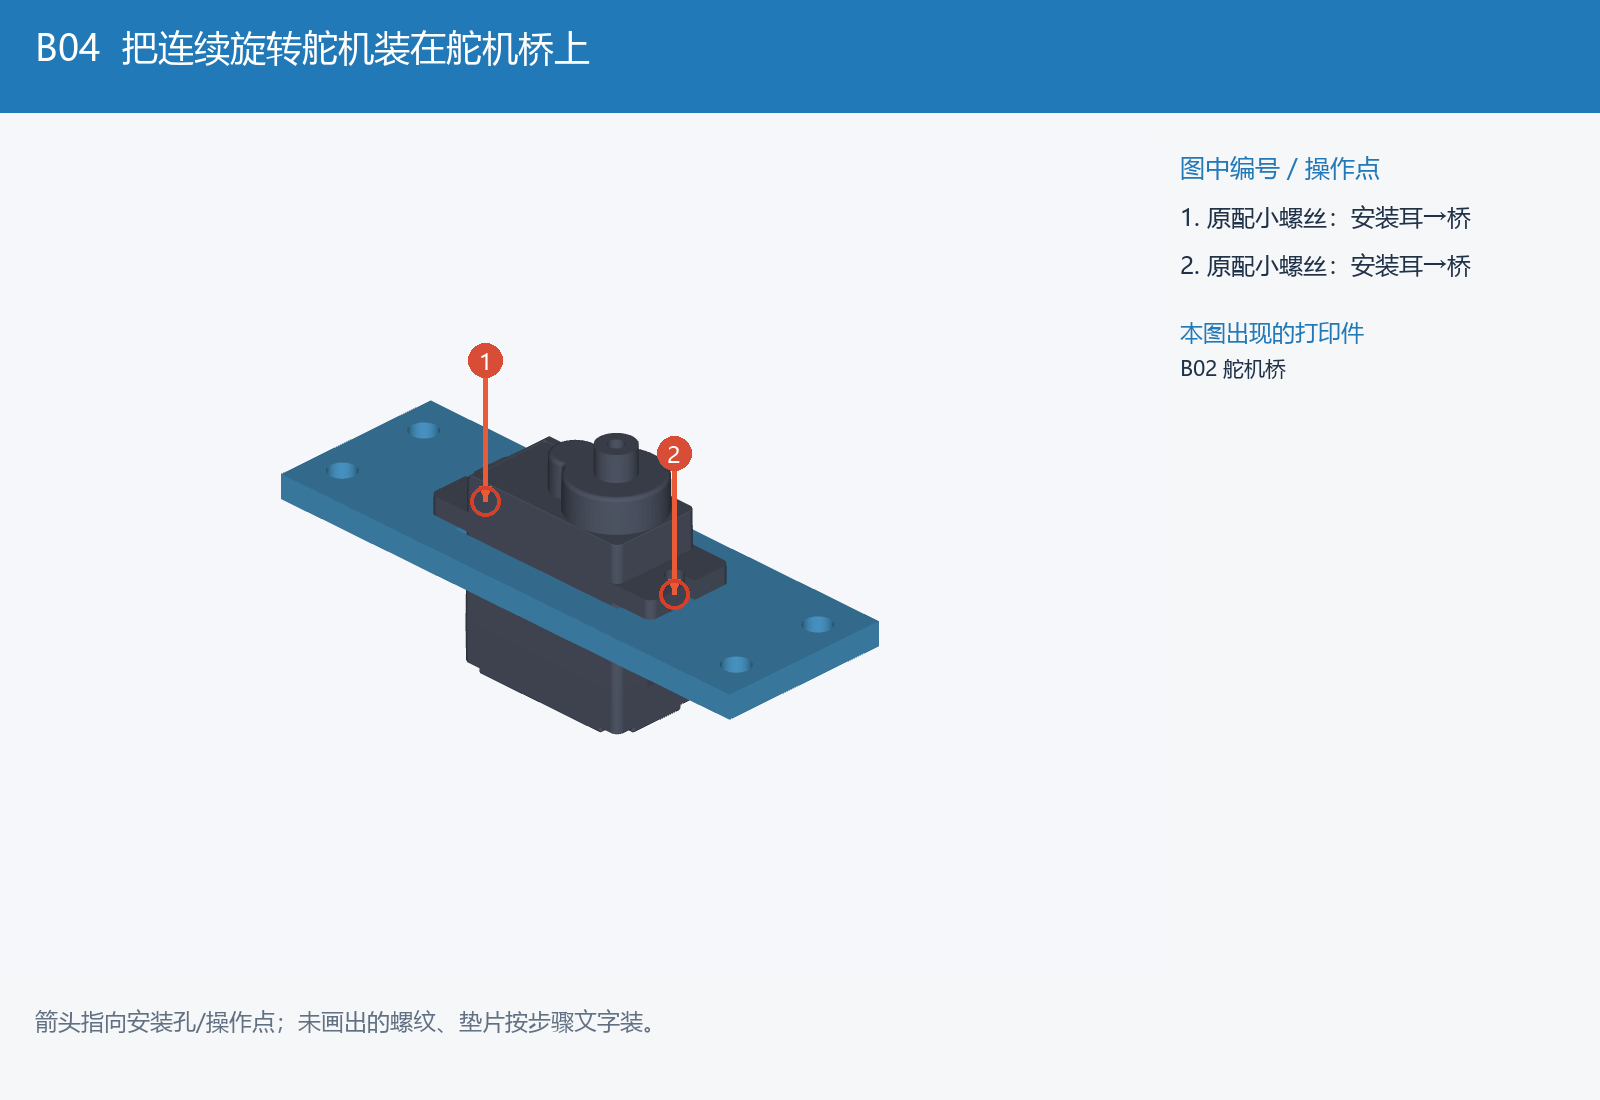 B04 把连续旋转舵机装在舵机桥上
图中编号 / 操作点
1. 原配小螺丝：安装耳→桥
2. 原配小螺丝：安装耳→桥
本图出现的打印件
B02 舵机桥
1
2
箭头指向安装孔/操作点；未画出的螺纹、垫片按步骤文字装。